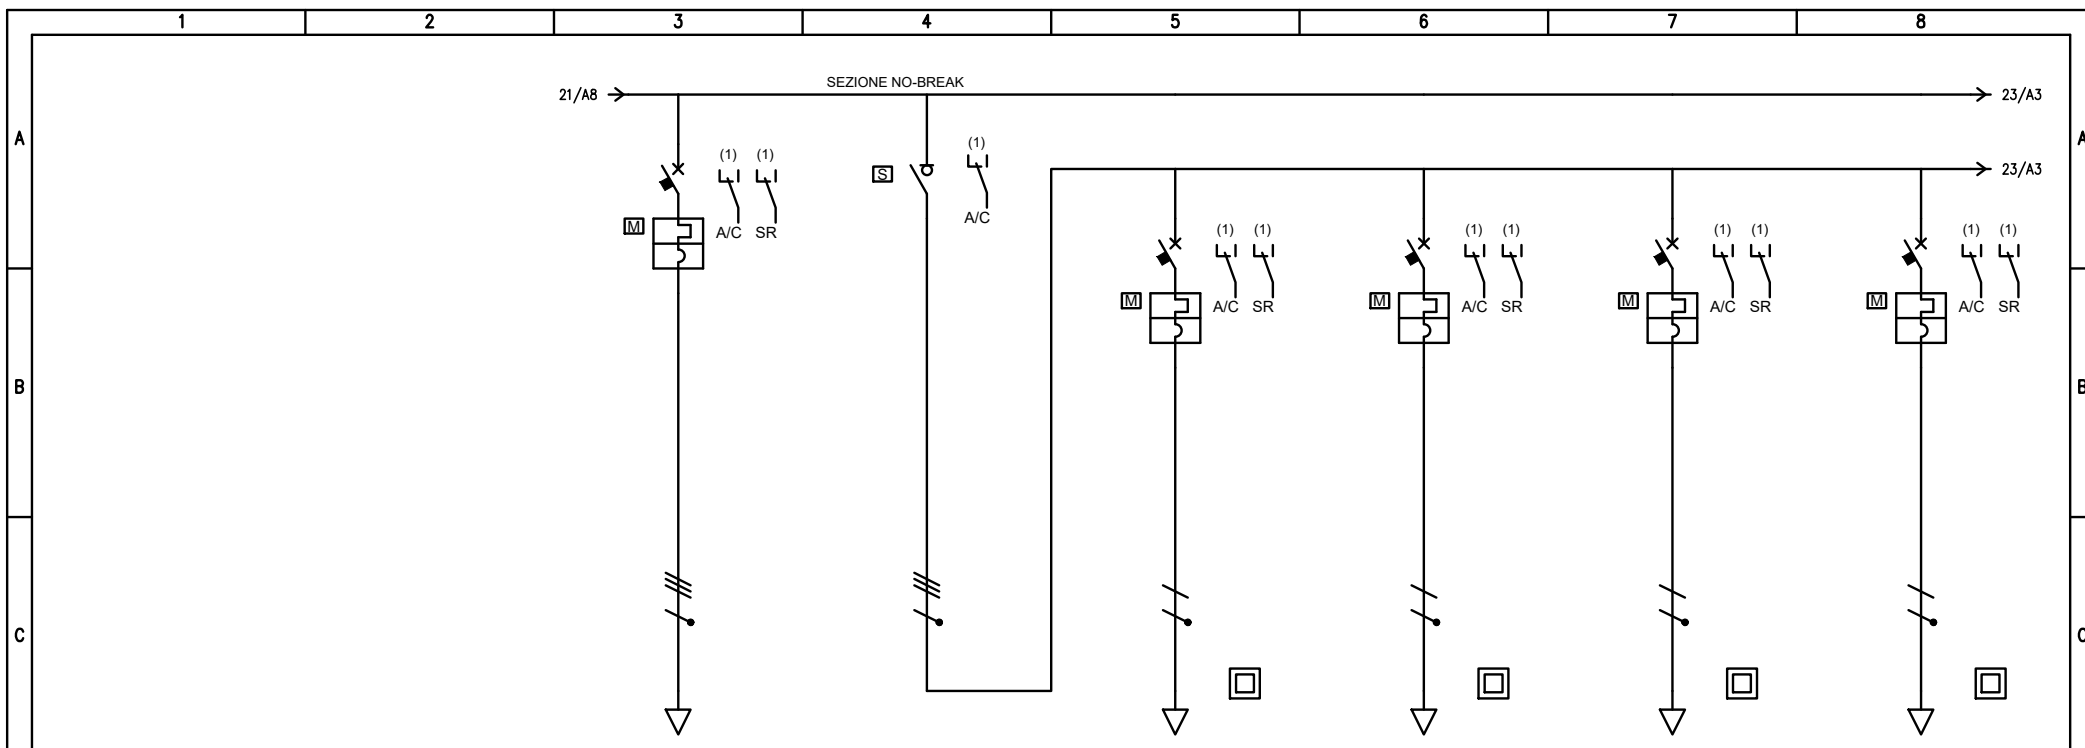 1 2 3 4 5 6 7 8
SEZIONE NO-BREAK
21/A8 23/A3
A A
(1) (1) (1)
S 23/A3
A/C
M A/C SR
(1) (1) (1) (1) (1) (1) (1) (1)
M A/C SR M A/C SR M A/C SR M A/C SR
B B
C C